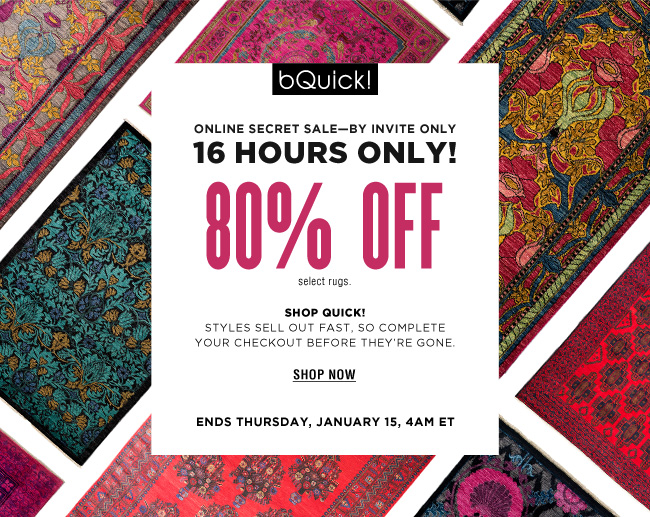 bQuick!
ONLINE SECRET SALE—BY INVITE ONLY
16 HOURS ONLY!
80% OFF
select rugs.
SHOP QUICK!
STYLES SELL OUT FAST, SO COMPLETE
YOUR CHECKOUT BEFORE THEY'RE GONE.
SHOP NOW
ENDS THURSDAY, JANUARY 15, 4AM ET